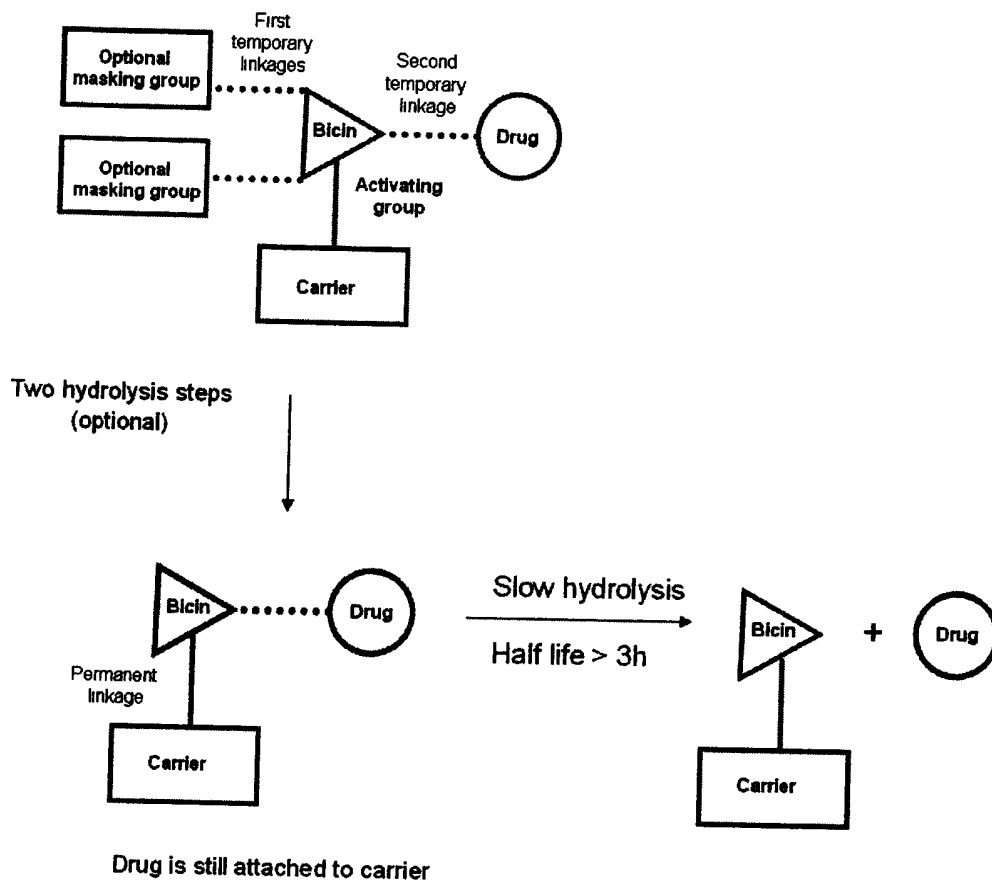 First
temporary
linkages
Optional
masking group
Second
temporary
linkage
Bicin
Drug
Optional
masking group
Activating
group
Carrier
Two hydrolysis steps
(optional)
Bicin
Drug
Slow hydrolysis
Half life > 3h
Bicin
+
Drug
Permanent
linkage
Carrier
Carrier
Drug is still attached to carrier